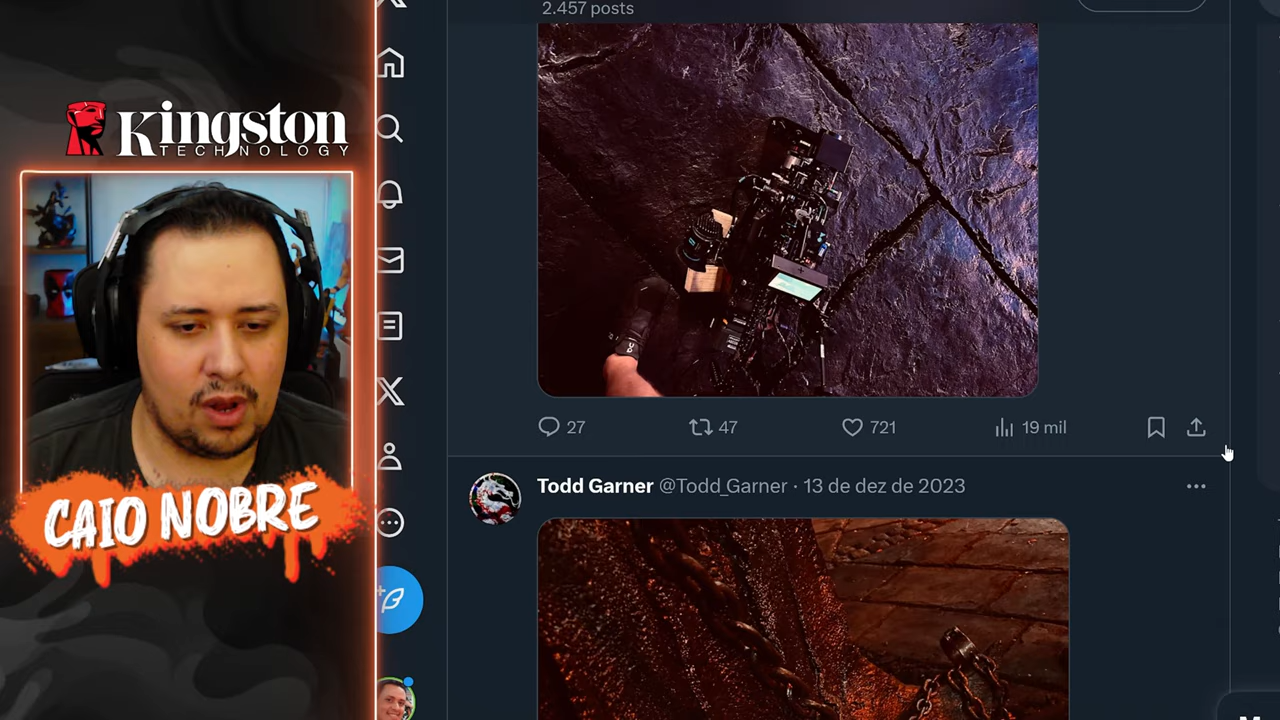 2.457 posts
Kingston
TECHNOLOGY
27
47
721
19 mil
Todd Garner @Todd_Garner · 13 de dez de 2023
CAIO NOBRE